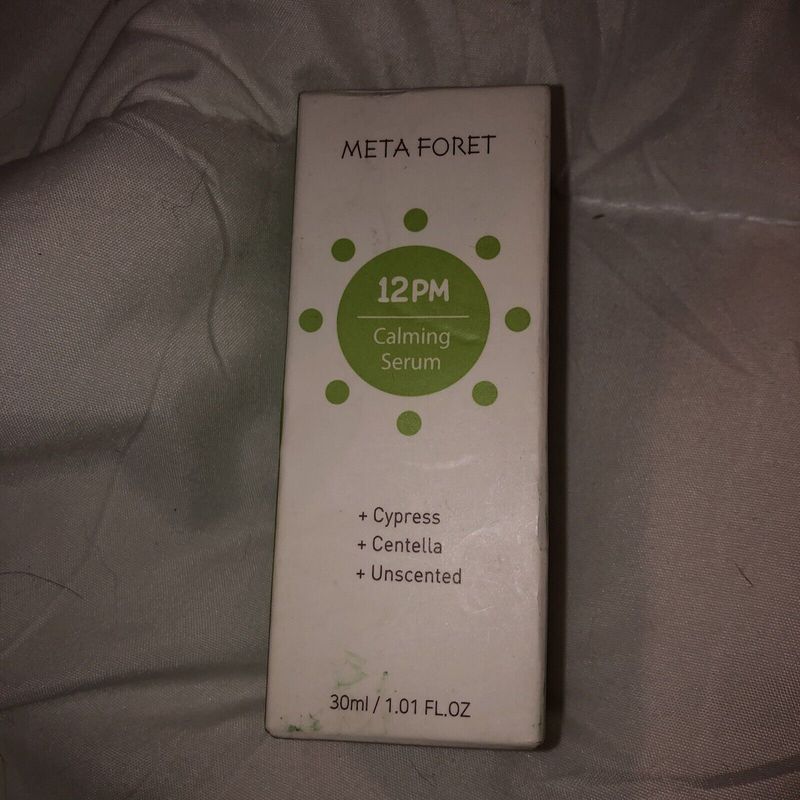 META FORET
12PM
Calming
Serum
+ Cypress
+ Centella
+ Unscented
30ml / 1.01 FL.OZ